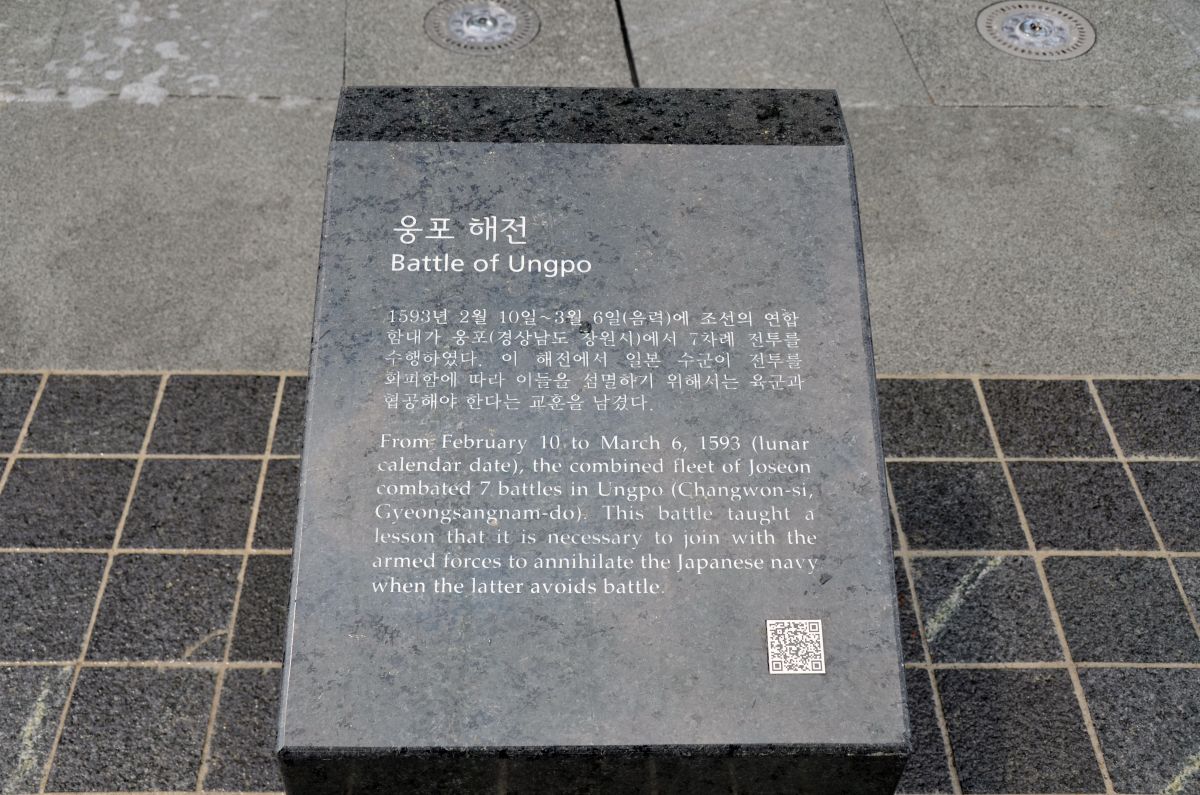 웅포 해전
Battle of Ungpo
1593년 2월 10일~3월 6일(음력)에 조선의 연합
함대가 웅포(경상남도 창원시)에서 7차례 전투를
수행하였다. 이 해전에서 일본 수군이 전투를
회피함에 따라 이들을 섬멸하기 위해서는 육군과
협공해야 한다는 교훈을 남겼다.
From February 10 to March 6, 1593 (lunar
calendar date), the combined fleet of Joseon
combated 7 battles in Ungpo (Changwon-si,
Gyeongsangnam-do). This battle taught a
lesson that it is necessary to join with the
armed forces to annihilate the Japanese navy
when the latter avoids battle.